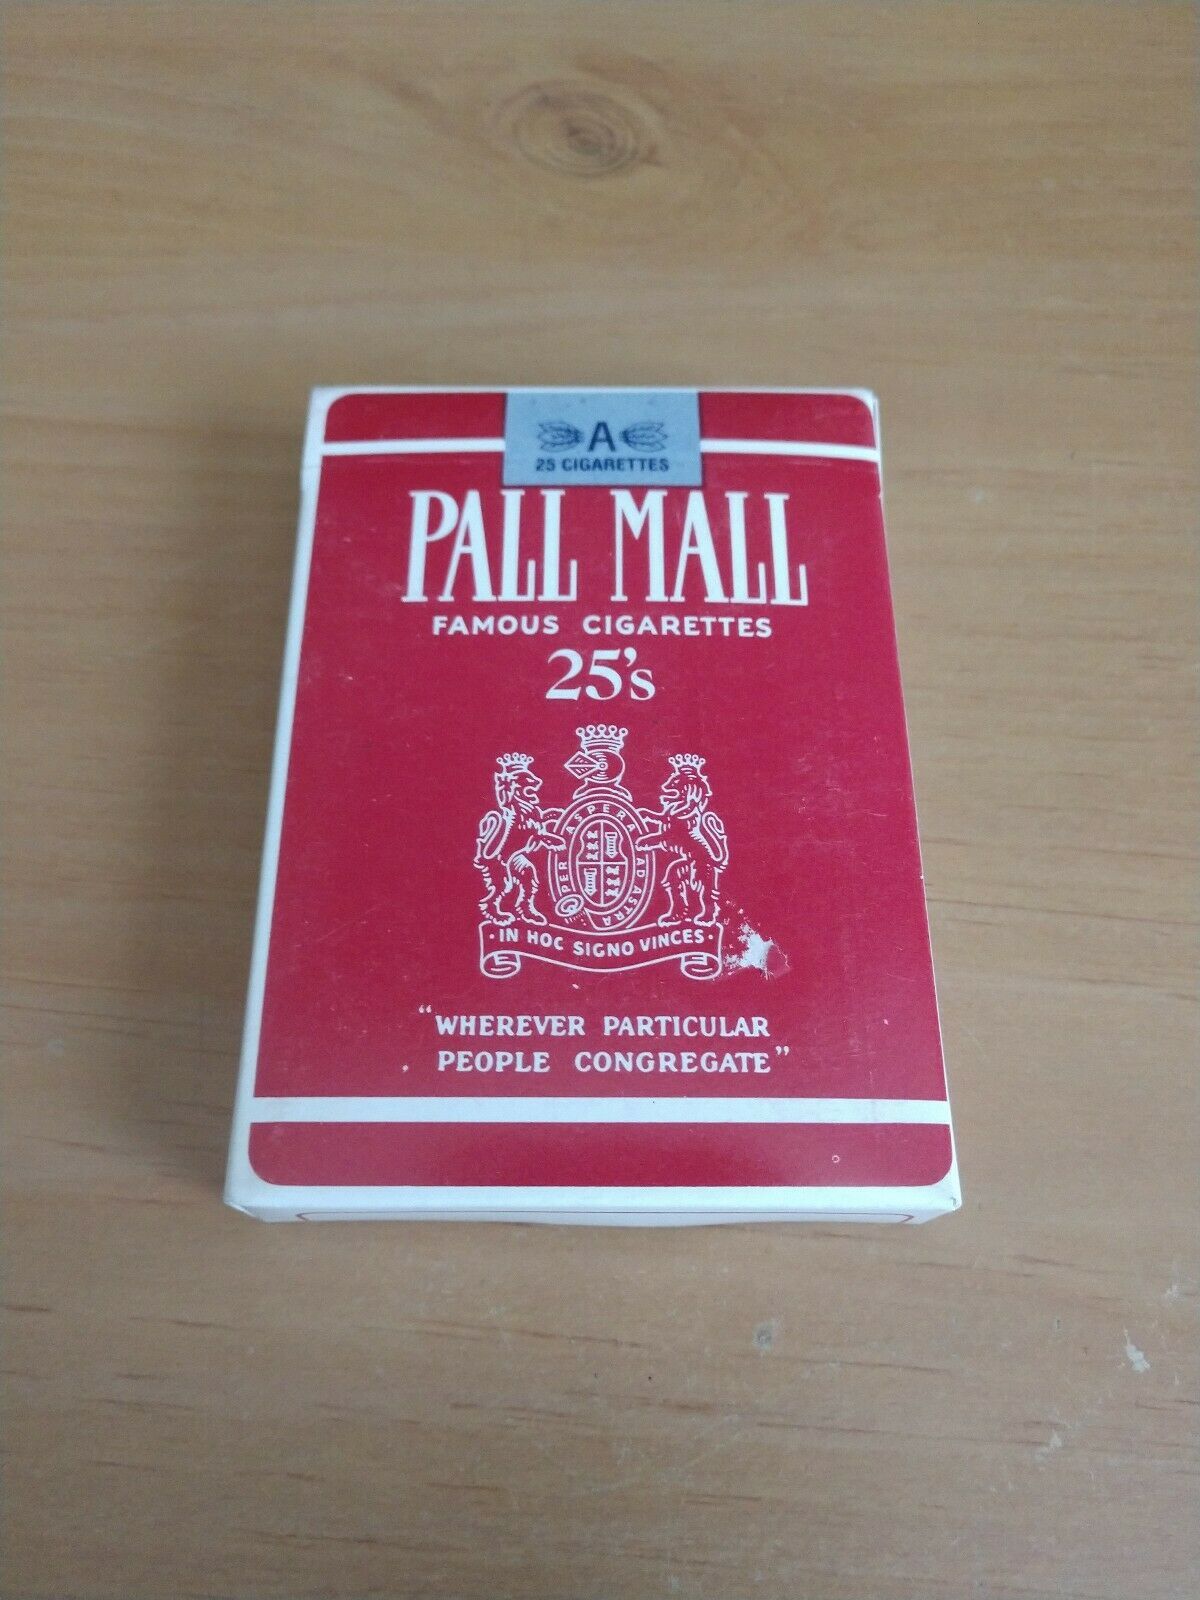 A
25 CIGARETTES
PALL MALL
FAMOUS CIGARETTES
25's
PER ASPERA AD ASTRA
· IN HOC SIGNO VINCES ·
"WHEREVER PARTICULAR
PEOPLE CONGREGATE"